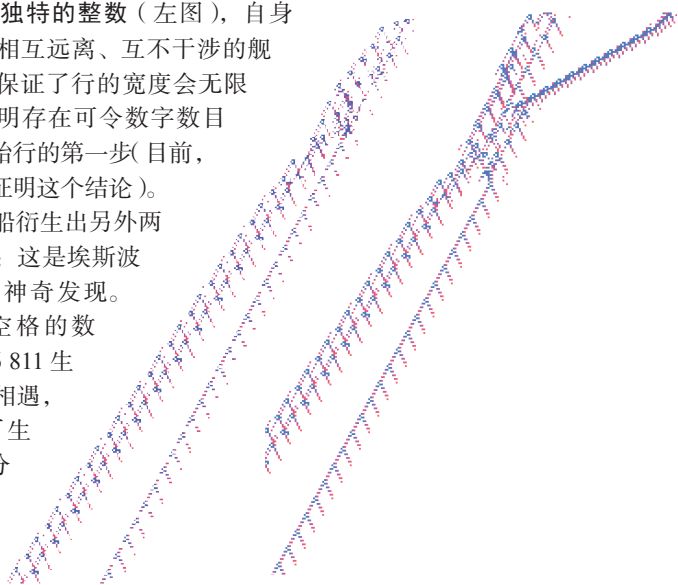 独特的整数（左图），自身
相互远离、互不干涉的舰
保证了行的宽度会无限
明存在可令数字数目
始行的第一步（目前，
证明这个结论）。
船衍生出另外两
这是埃斯波
神奇发现。
空格的数
811 生
相遇，
生
分